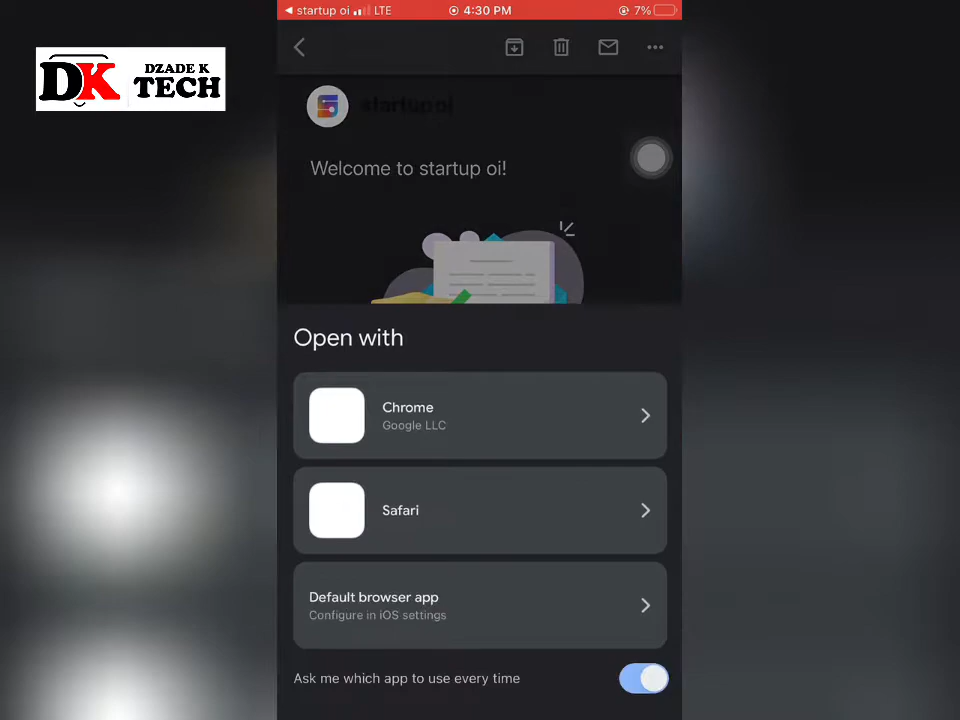 startup oi LTE 4:30 PM 7%
DK DZADE K TECH
startup oi
Welcome to startup oi!
Open with
Chrome
Google LLC
Safari
Default browser app
Configure in iOS settings
Ask me which app to use every time